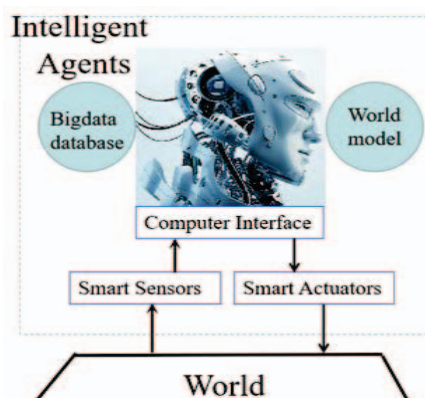 Intelligent
Agents
Bigdata
database
World
model
Computer Interface
Smart Sensors
Smart Actuators
World